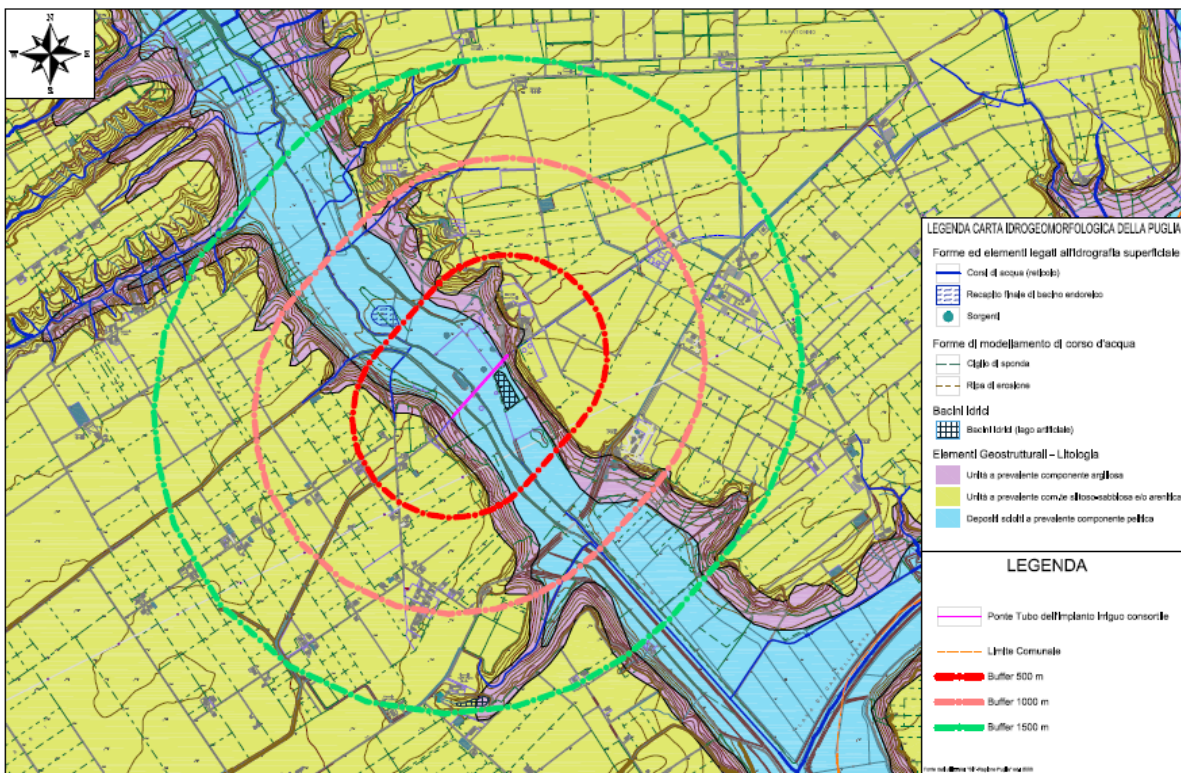 N
W
E
S
LEGENDA CARTA IDROGEOMORFOLOGICA DELLA PUGLIA
Forme ed elementi legati all'idrografia superficiale
Corsi di acqua (reticolo)
Recapito finale di bacino endoreico
Sorgenti
Forme di modellamento di corso d'acqua
Ciglio di sponda
Ripa di erosione
Bacini Idrici
Bacini Idrici (lago artificiale)
Elementi Geostrutturali - Litologia
Unità a prevalente componente argillosa
Unità a prevalente com.te siltoso-sabbiosa e/o arenitica
Depositi sciolti a prevalente componente pelitica
LEGENDA
Ponte Tubo dell'Impianto Irriguo consortile
Limite Comunale
Buffer 500 m
Buffer 1000 m
Buffer 1500 m